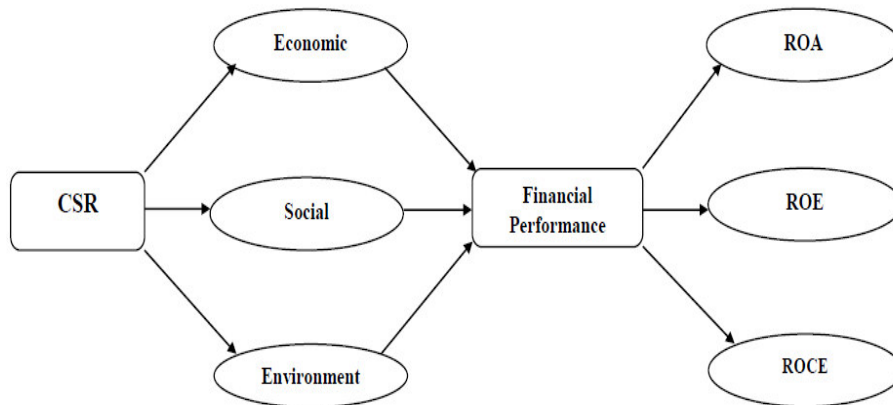 Economic
ROA
CSR
Social
Financial
Performance
ROE
Environment
ROCE